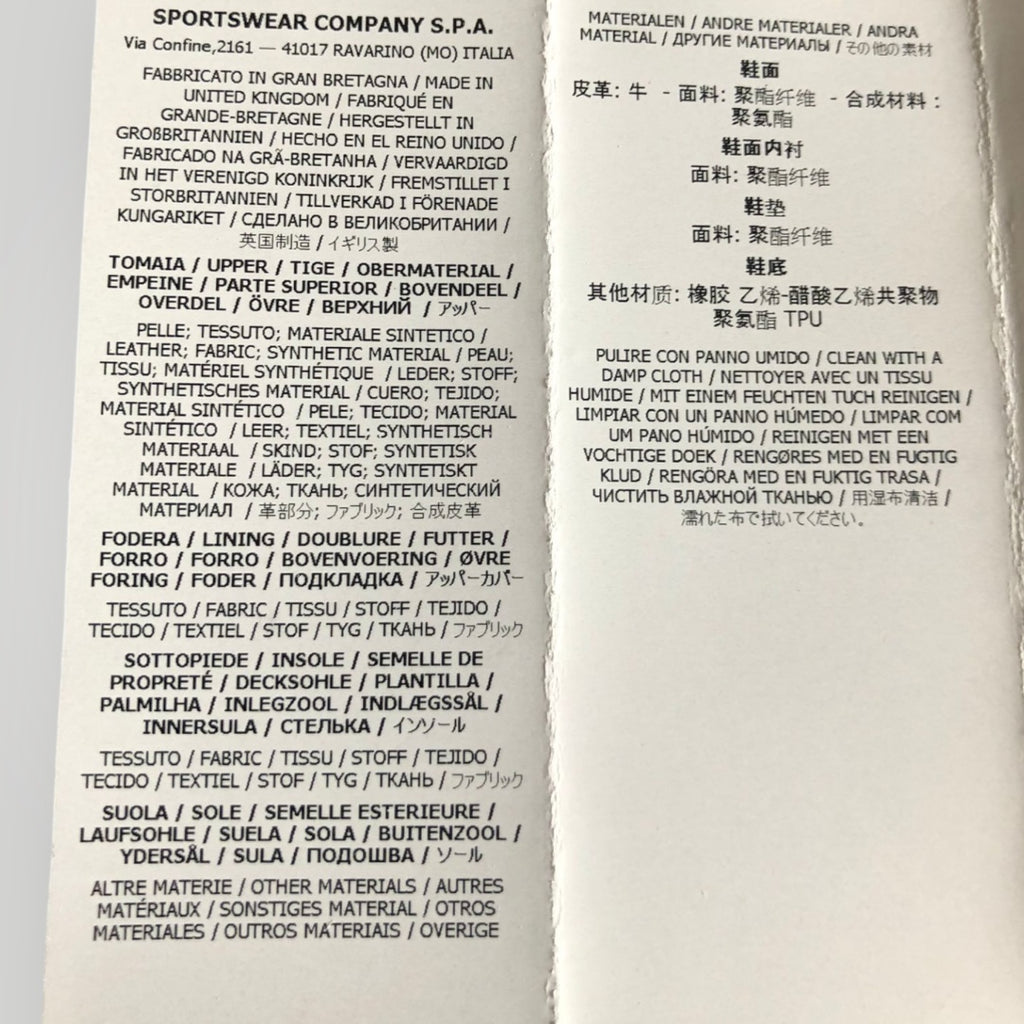 SPORTSWEAR COMPANY S.P.A.
Via Confine,2161 — 41017 RAVARINO (MO) ITALIA
FABBRICATO IN GRAN BRETAGNA / MADE IN
UNITED KINGDOM / FABRIQUÉ EN
GRANDE-BRETAGNE / HERGESTELLT IN
GROßBRITANNIEN / HECHO EN EL REINO UNIDO /
FABRICADO NA GRÃ-BRETANHA / VERVAARDIGD
IN HET VERENIGD KONINKRIJK / FREMSTILLET I
STORBRITANNIEN / TILLVERKAD I FÖRENADE
KUNGARIKET / СДЕЛАНО В ВЕЛИКОБРИТАНИИ /
英国制造 / イギリス製
TOMAIA / UPPER / TIGE / OBERMATERIAL /
EMPEINE / PARTE SUPERIOR / BOVENDEEL /
OVERDEL / ÖVRE / ВЕРХНИЙ / アッパー
PELLE; TESSUTO; MATERIALE SINTETICO /
LEATHER; FABRIC; SYNTHETIC MATERIAL / PEAU;
TISSU; MATÉRIEL SYNTHÉTIQUE / LEDER; STOFF;
SYNTHETISCHES MATERIAL / CUERO; TEJIDO;
MATERIAL SINTÉTICO / PELE; TECIDO; MATERIAL
SINTÉTICO / LEER; TEXTIEL; SYNTHETISCH
MATERIAAL / SKIND; STOF; SYNTETISK
MATERIALE / LÄDER; TYG; SYNTETISKT
MATERIAL / КОЖА; ТКАНЬ; СИНТЕТИЧЕСКИЙ
МАТЕРИАЛ / 革部分; ファブリック; 合成皮革
FODERA / LINING / DOUBLURE / FUTTER /
FORRO / FORRO / BOVENVOERING / ØVRE
FORING / FODER / ПОДКЛАДКА / アッパーカバー
TESSUTO / FABRIC / TISSU / STOFF / TEJIDO /
TECIDO / TEXTIEL / STOF / TYG / ТКАНЬ / ファブリック
SOTTOPIEDE / INSOLE / SEMELLE DE
PROPRETÉ / DECKSOHLE / PLANTILLA /
PALMILHA / INLEGZOOL / INDLÆGSSÅL /
INNERSULA / СТЕЛЬКА / インソール
TESSUTO / FABRIC / TISSU / STOFF / TEJIDO /
TECIDO / TEXTIEL / STOF / TYG / ТКАНЬ / ファブリック
SUOLA / SOLE / SEMELLE ESTERIEURE /
LAUFSOHLE / SUELA / SOLA / BUITENZOOL /
YDERSÅL / SULA / ПОДОШВА / ソール
ALTRE MATERIE / OTHER MATERIALS / AUTRES
MATÉRIAUX / SONSTIGES MATERIAL / OTROS
MATERIALES / OUTROS MATERIAIS / OVERIGE
MATERIALEN / ANDRE MATERIALER / ANDRA
MATERIAL / ДРУГИЕ МАТЕРИАЛЫ / その他の素材
鞋面
皮革: 牛 - 面料: 聚酯纤维 - 合成材料 :
聚氨酯
鞋面内衬
面料: 聚酯纤维
鞋垫
面料: 聚酯纤维
鞋底
其他材质: 橡胶 乙烯-醋酸乙烯共聚物
聚氨酯 TPU
PULIRE CON PANNO UMIDO / CLEAN WITH A
DAMP CLOTH / NETTOYER AVEC UN TISSU
HUMIDE / MIT EINEM FEUCHTEN TUCH REINIGEN /
LIMPIAR CON UN PANNO HÚMEDO / LIMPAR COM
UM PANO HÚMIDO / REINIGEN MET EEN
VOCHTIGE DOEK / RENGØRES MED EN FUGTIG
KLUD / RENGÖRA MED EN FUKTIG TRASA /
ЧИСТИТЬ ВЛАЖНОЙ ТКАНЬЮ / 用湿布清洁 /
濡れた布で拭いてください。